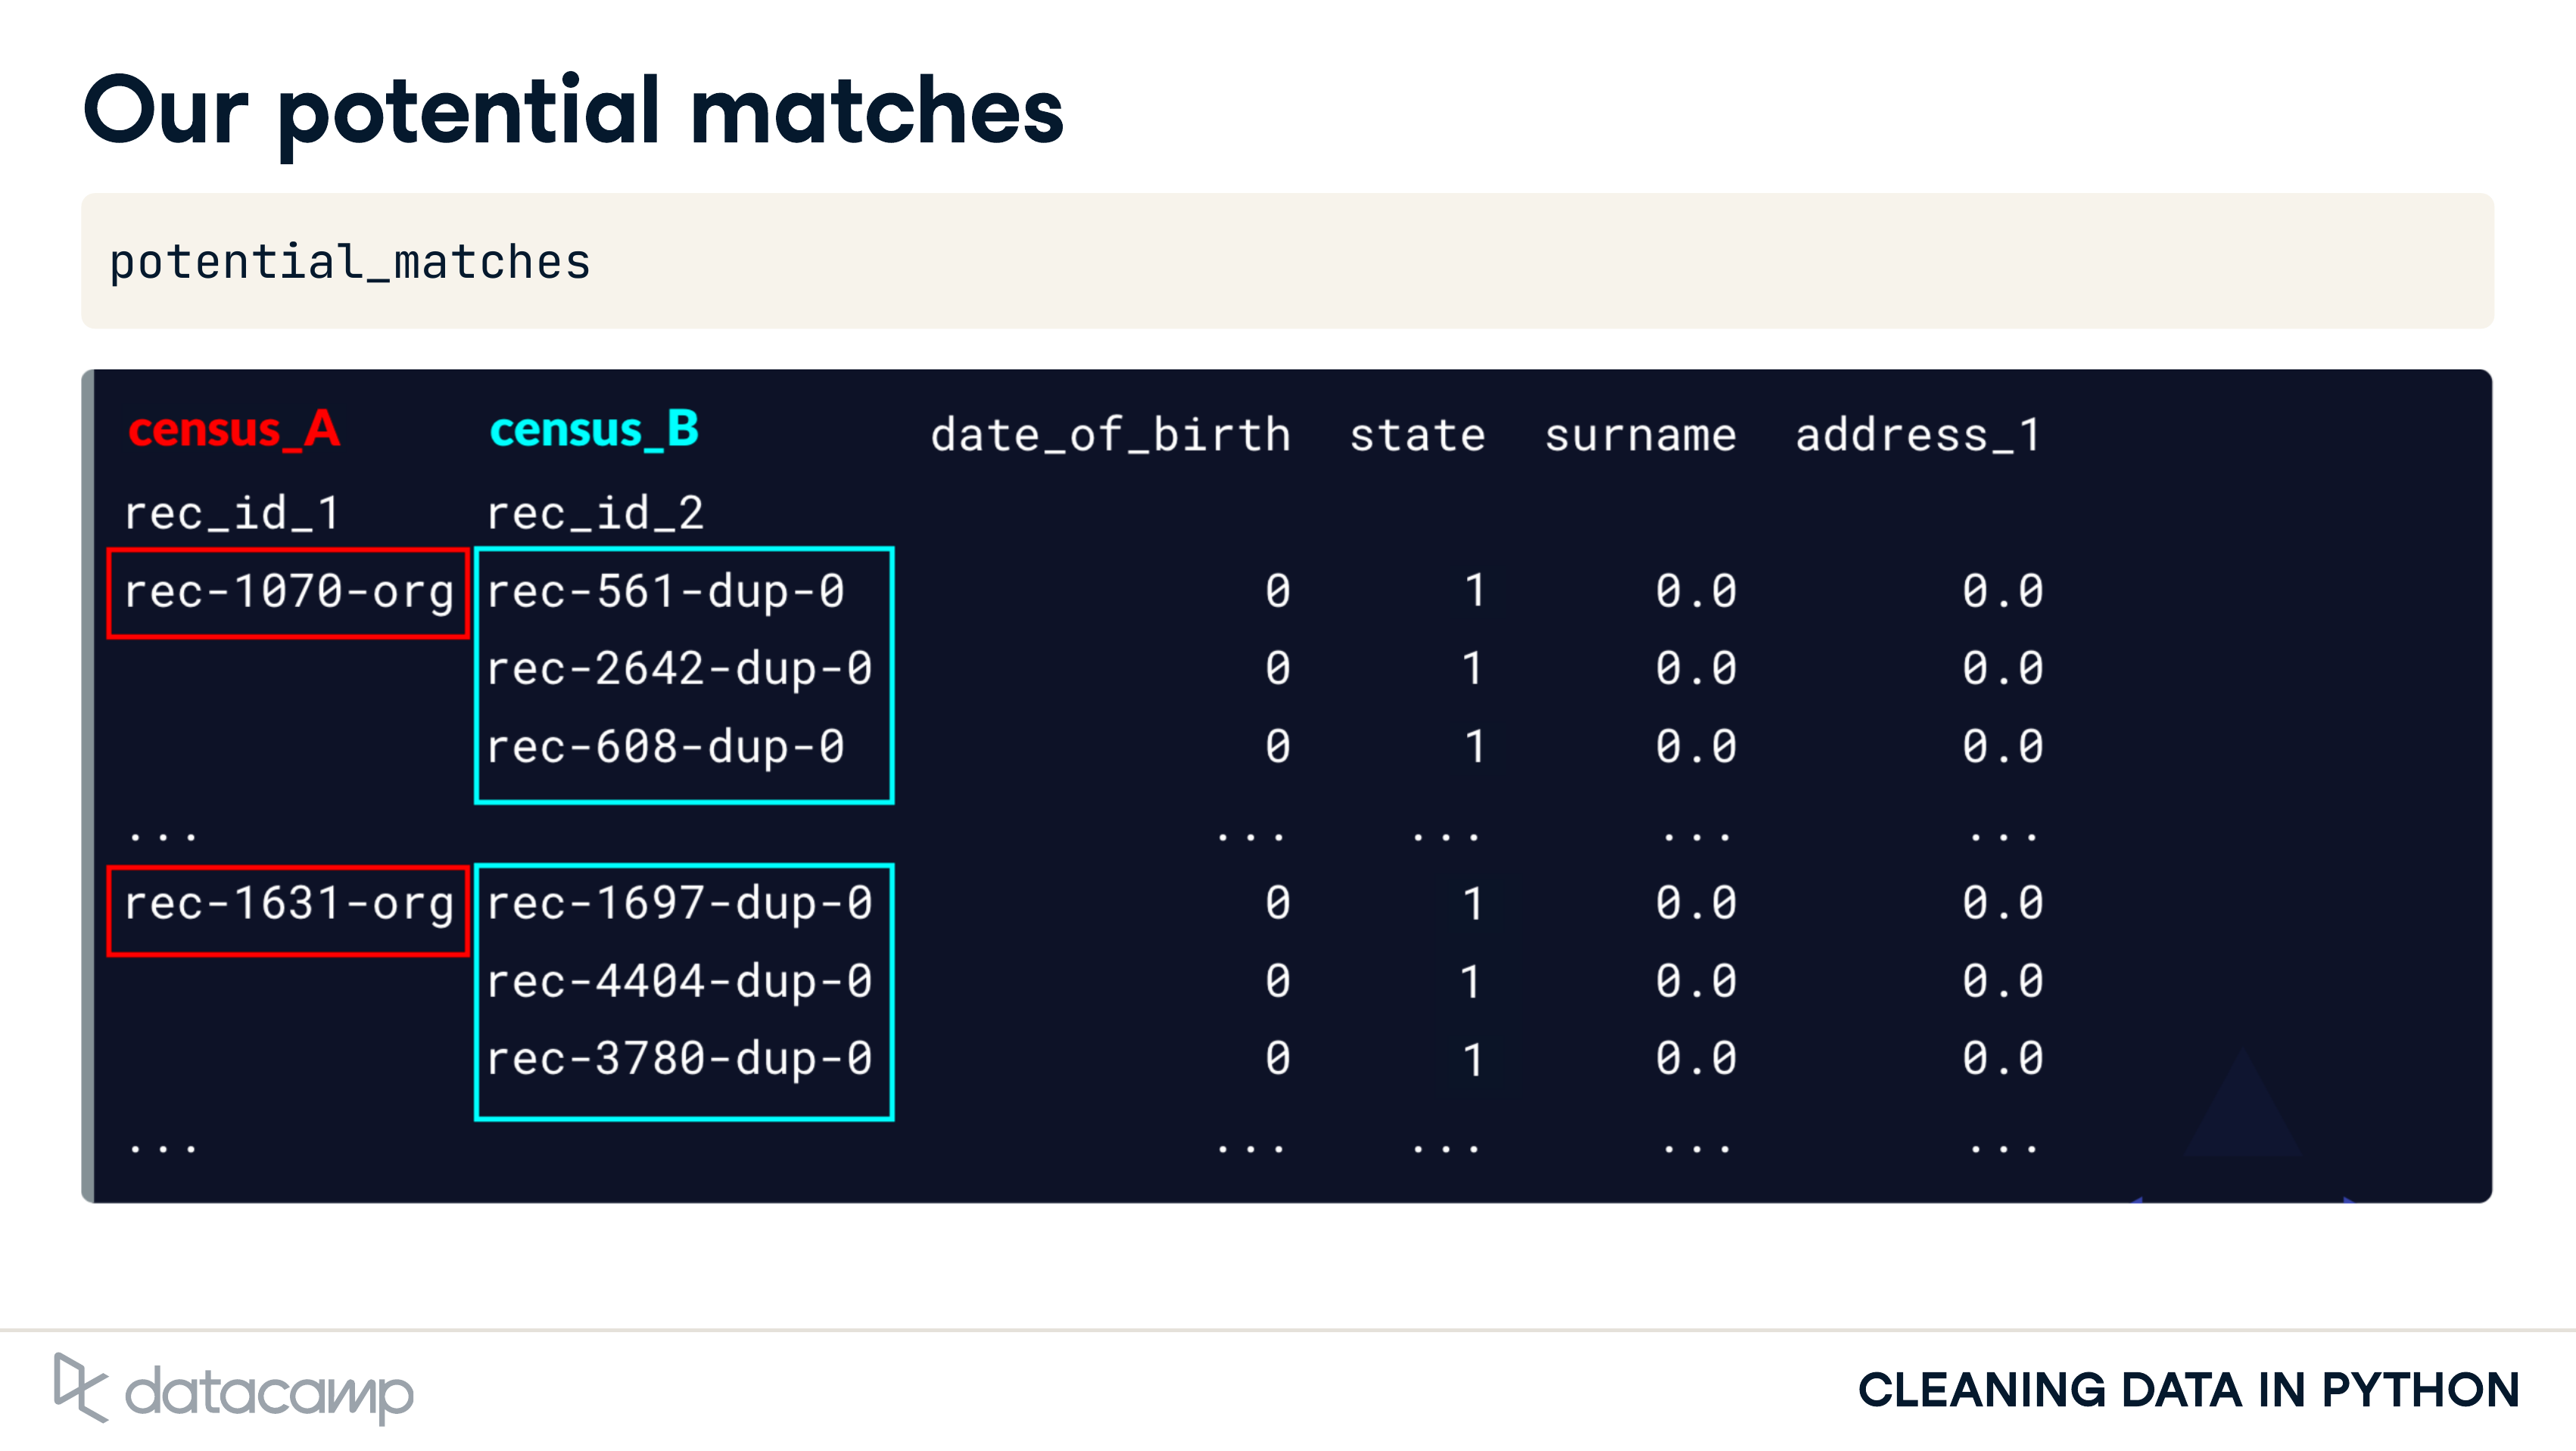 Our potential matches
potential_matches
census_A census_B date_of_birth state surname address_1
rec_id_1 rec_id_2
rec-1070-org rec-561-dup-0 0 1 0.0 0.0
rec-2642-dup-0 0 1 0.0 0.0
rec-608-dup-0 0 1 0.0 0.0
... ... ... ... ...
rec-1631-org rec-1697-dup-0 0 1 0.0 0.0
rec-4404-dup-0 0 1 0.0 0.0
rec-3780-dup-0 0 1 0.0 0.0
... ... ... ... ...
datacamp CLEANING DATA IN PYTHON